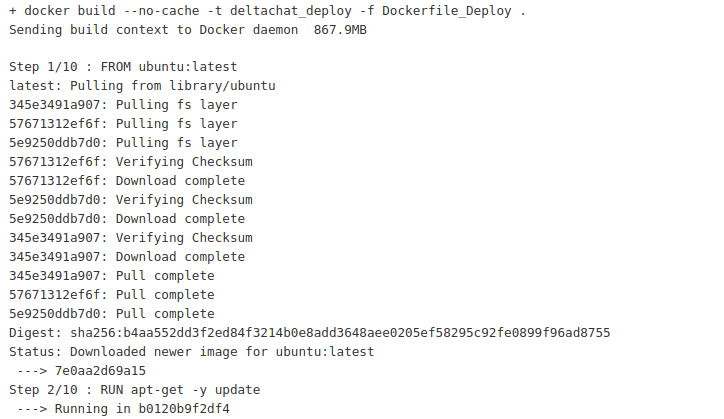 + docker build --no-cache -t deltachat_deploy -f Dockerfile_Deploy .
Sending build context to Docker daemon  867.9MB
Step 1/10 : FROM ubuntu:latest
latest: Pulling from library/ubuntu
345e3491a907: Pulling fs layer
57671312ef6f: Pulling fs layer
5e9250ddb7d0: Pulling fs layer
57671312ef6f: Verifying Checksum
57671312ef6f: Download complete
5e9250ddb7d0: Verifying Checksum
5e9250ddb7d0: Download complete
345e3491a907: Verifying Checksum
345e3491a907: Download complete
345e3491a907: Pull complete
57671312ef6f: Pull complete
5e9250ddb7d0: Pull complete
Digest: sha256:b4aa552dd3f2ed84f3214b0e8add3648aee0205ef58295c92fe0899f96ad8755
Status: Downloaded newer image for ubuntu:latest
 ---> 7e0aa2d69a15
Step 2/10 : RUN apt-get -y update
 ---> Running in b0120b9f2df4